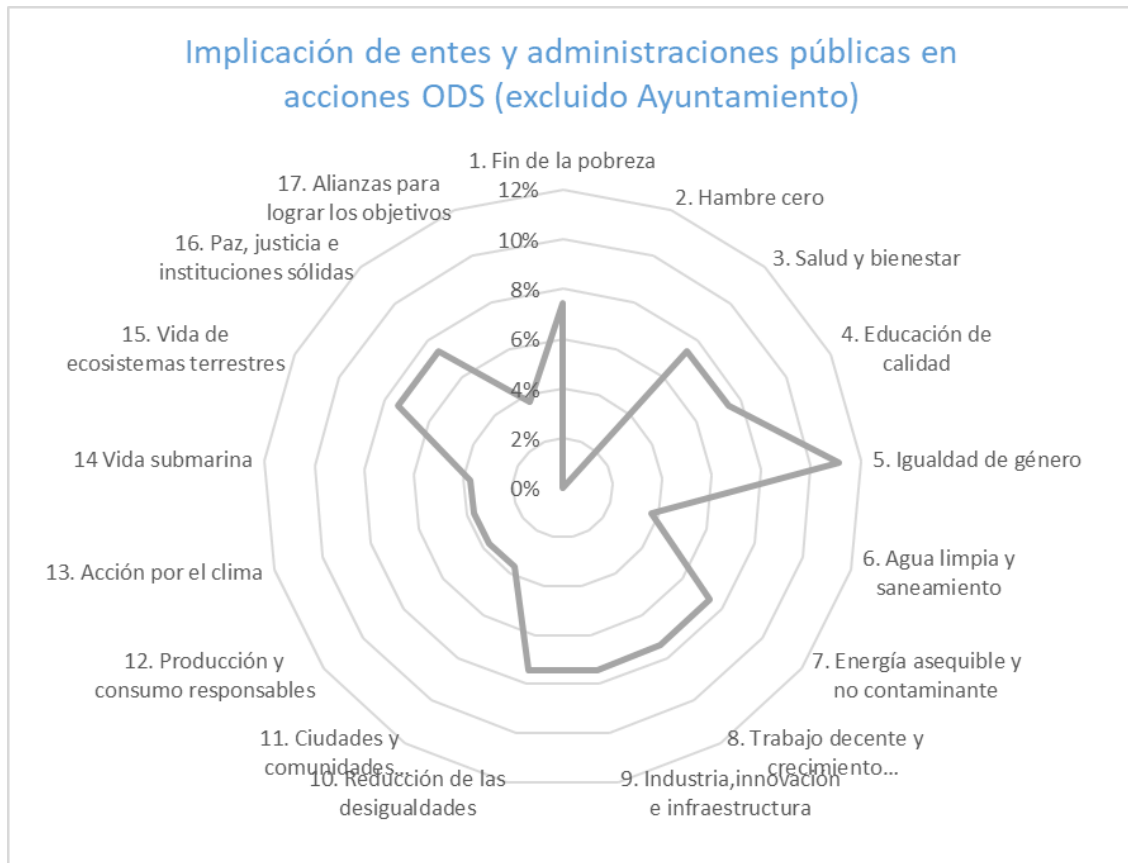 Implicación de entes y administraciones públicas en
acciones ODS (excluido Ayuntamiento)
1. Fin de la pobreza
2. Hambre cero
3. Salud y bienestar
4. Educación de
calidad
5. Igualdad de género
6. Agua limpia y
saneamiento
7. Energía asequible y
no contaminante
8. Trabajo decente y
crecimiento...
9. Industria,innovación
e infraestructura
10. Reducción de las
desigualdades
11. Ciudades y
comunidades...
12. Producción y
consumo responsables
13. Acción por el clima
14 Vida submarina
15. Vida de
ecosistemas terrestres
16. Paz, justicia e
instituciones sólidas
17. Alianzas para
lograr los objetivos
12%
10%
8%
6%
4%
2%
0%